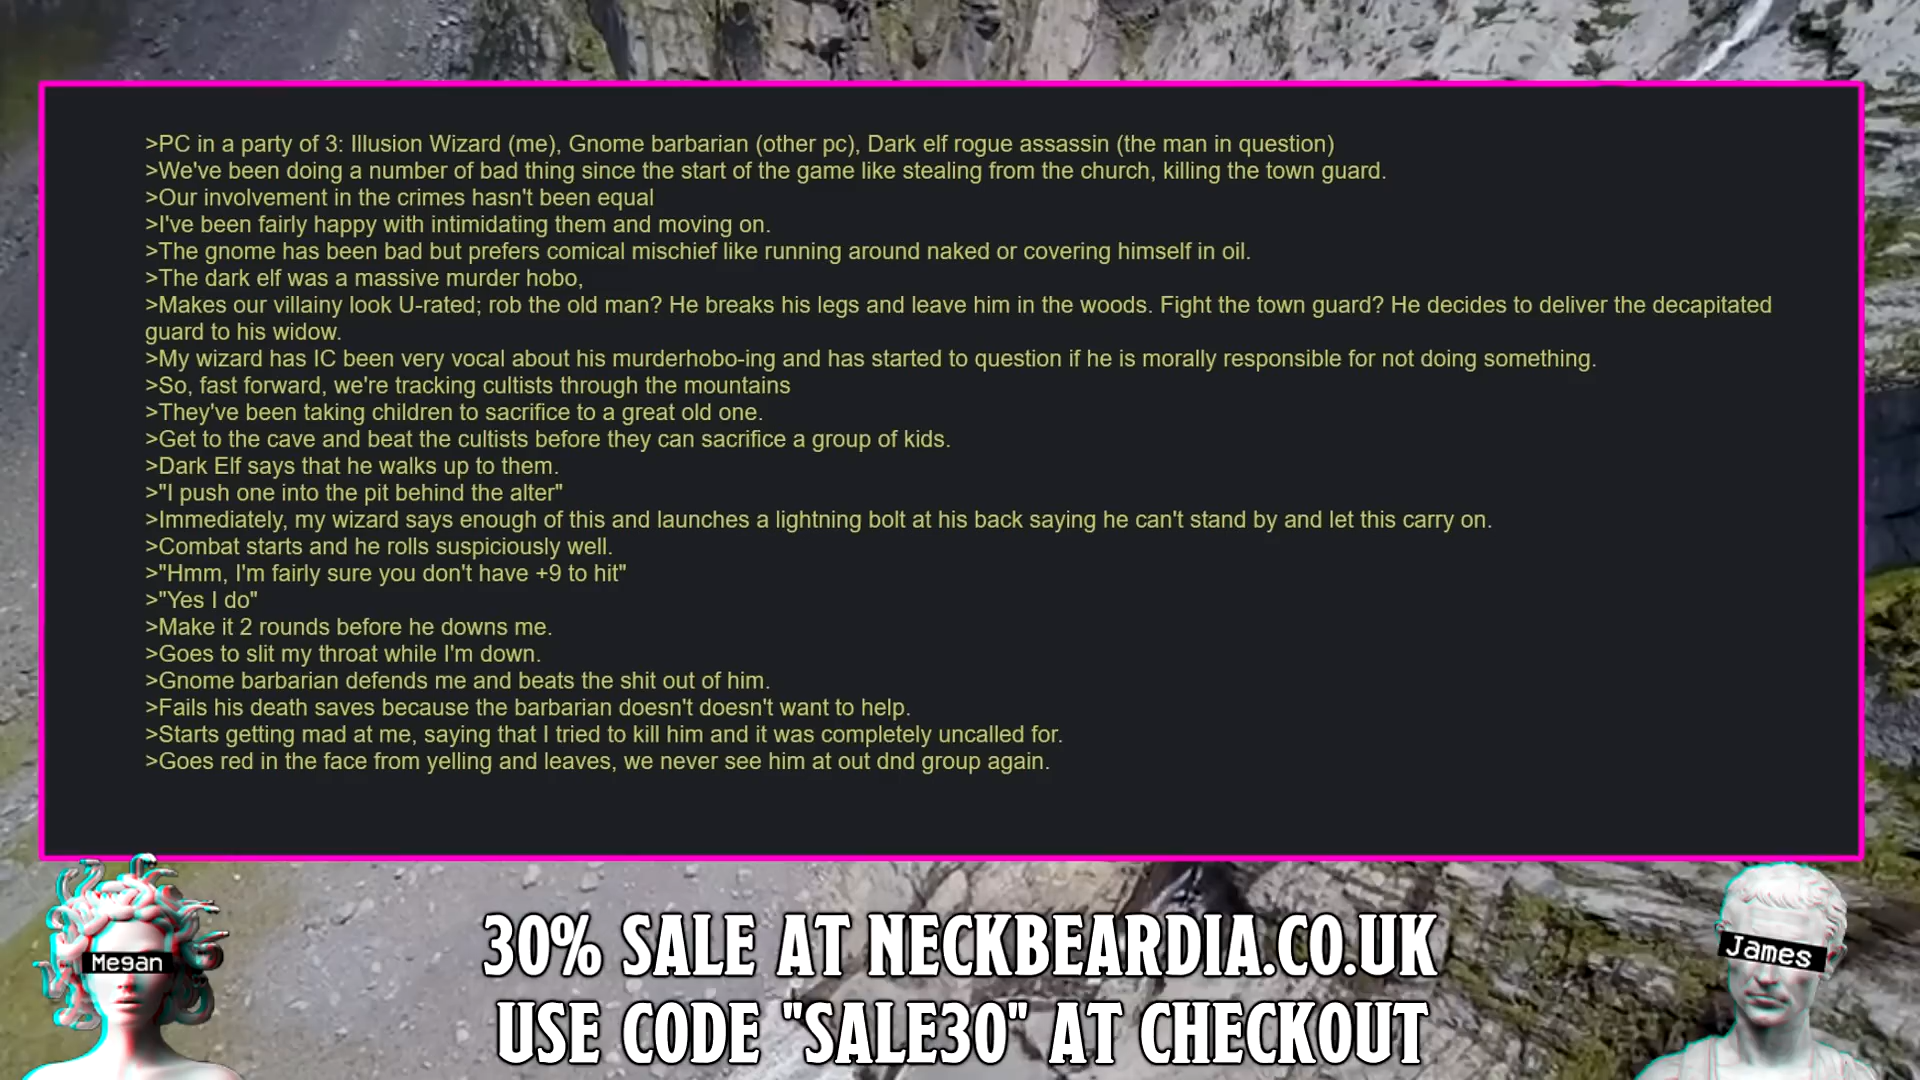 >PC in a party of 3: Illusion Wizard (me), Gnome barbarian (other pc), Dark elf rogue assassin (the man in question)
>We've been doing a number of bad thing since the start of the game like stealing from the church, killing the town guard.
>Our involvement in the crimes hasn't been equal
>I've been fairly happy with intimidating them and moving on.
>The gnome has been bad but prefers comical mischief like running around naked or covering himself in oil.
>The dark elf was a massive murder hobo,
>Makes our villainy look U-rated; rob the old man? He breaks his legs and leave him in the woods. Fight the town guard? He decides to deliver the decapitated
guard to his widow.
>My wizard has IC been very vocal about his murderhobo-ing and has started to question if he is morally responsible for not doing something.
>So, fast forward, we're tracking cultists through the mountains
>They've been taking children to sacrifice to a great old one.
>Get to the cave and beat the cultists before they can sacrifice a group of kids.
>Dark Elf says that he walks up to them.
>"I push one into the pit behind the alter"
>Immediately, my wizard says enough of this and launches a lightning bolt at his back saying he can't stand by and let this carry on.
>Combat starts and he rolls suspiciously well.
>"Hmm, I'm fairly sure you don't have +9 to hit"
>"Yes I do"
>Make it 2 rounds before he downs me.
>Goes to slit my throat while I'm down.
>Gnome barbarian defends me and beats the shit out of him.
>Fails his death saves because the barbarian doesn't doesn't want to help.
>Starts getting mad at me, saying that I tried to kill him and it was completely uncalled for.
>Goes red in the face from yelling and leaves, we never see him at out dnd group again.
Megan
James
30% SALE AT NECKBEARDIA.CO.UK
USE CODE "SALE30" AT CHECKOUT